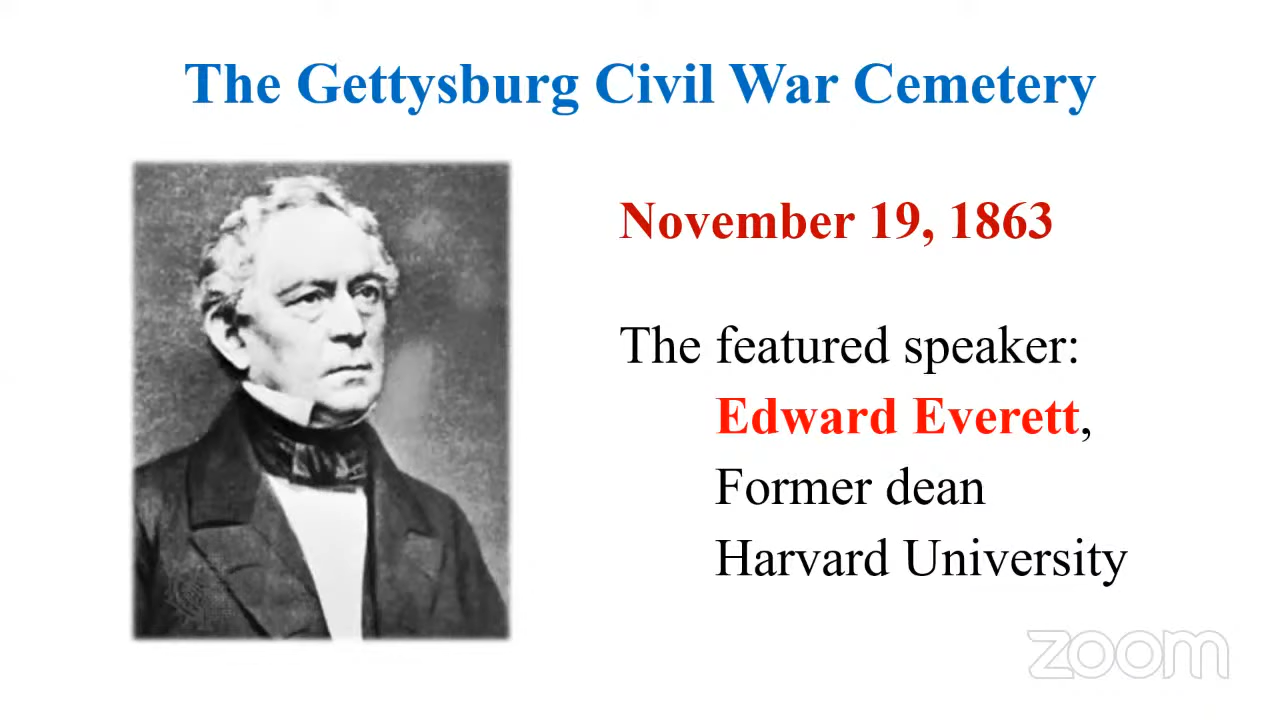 The Gettysburg Civil War Cemetery
November 19, 1863
The featured speaker:
Edward Everett,
Former dean
Harvard University
zoom